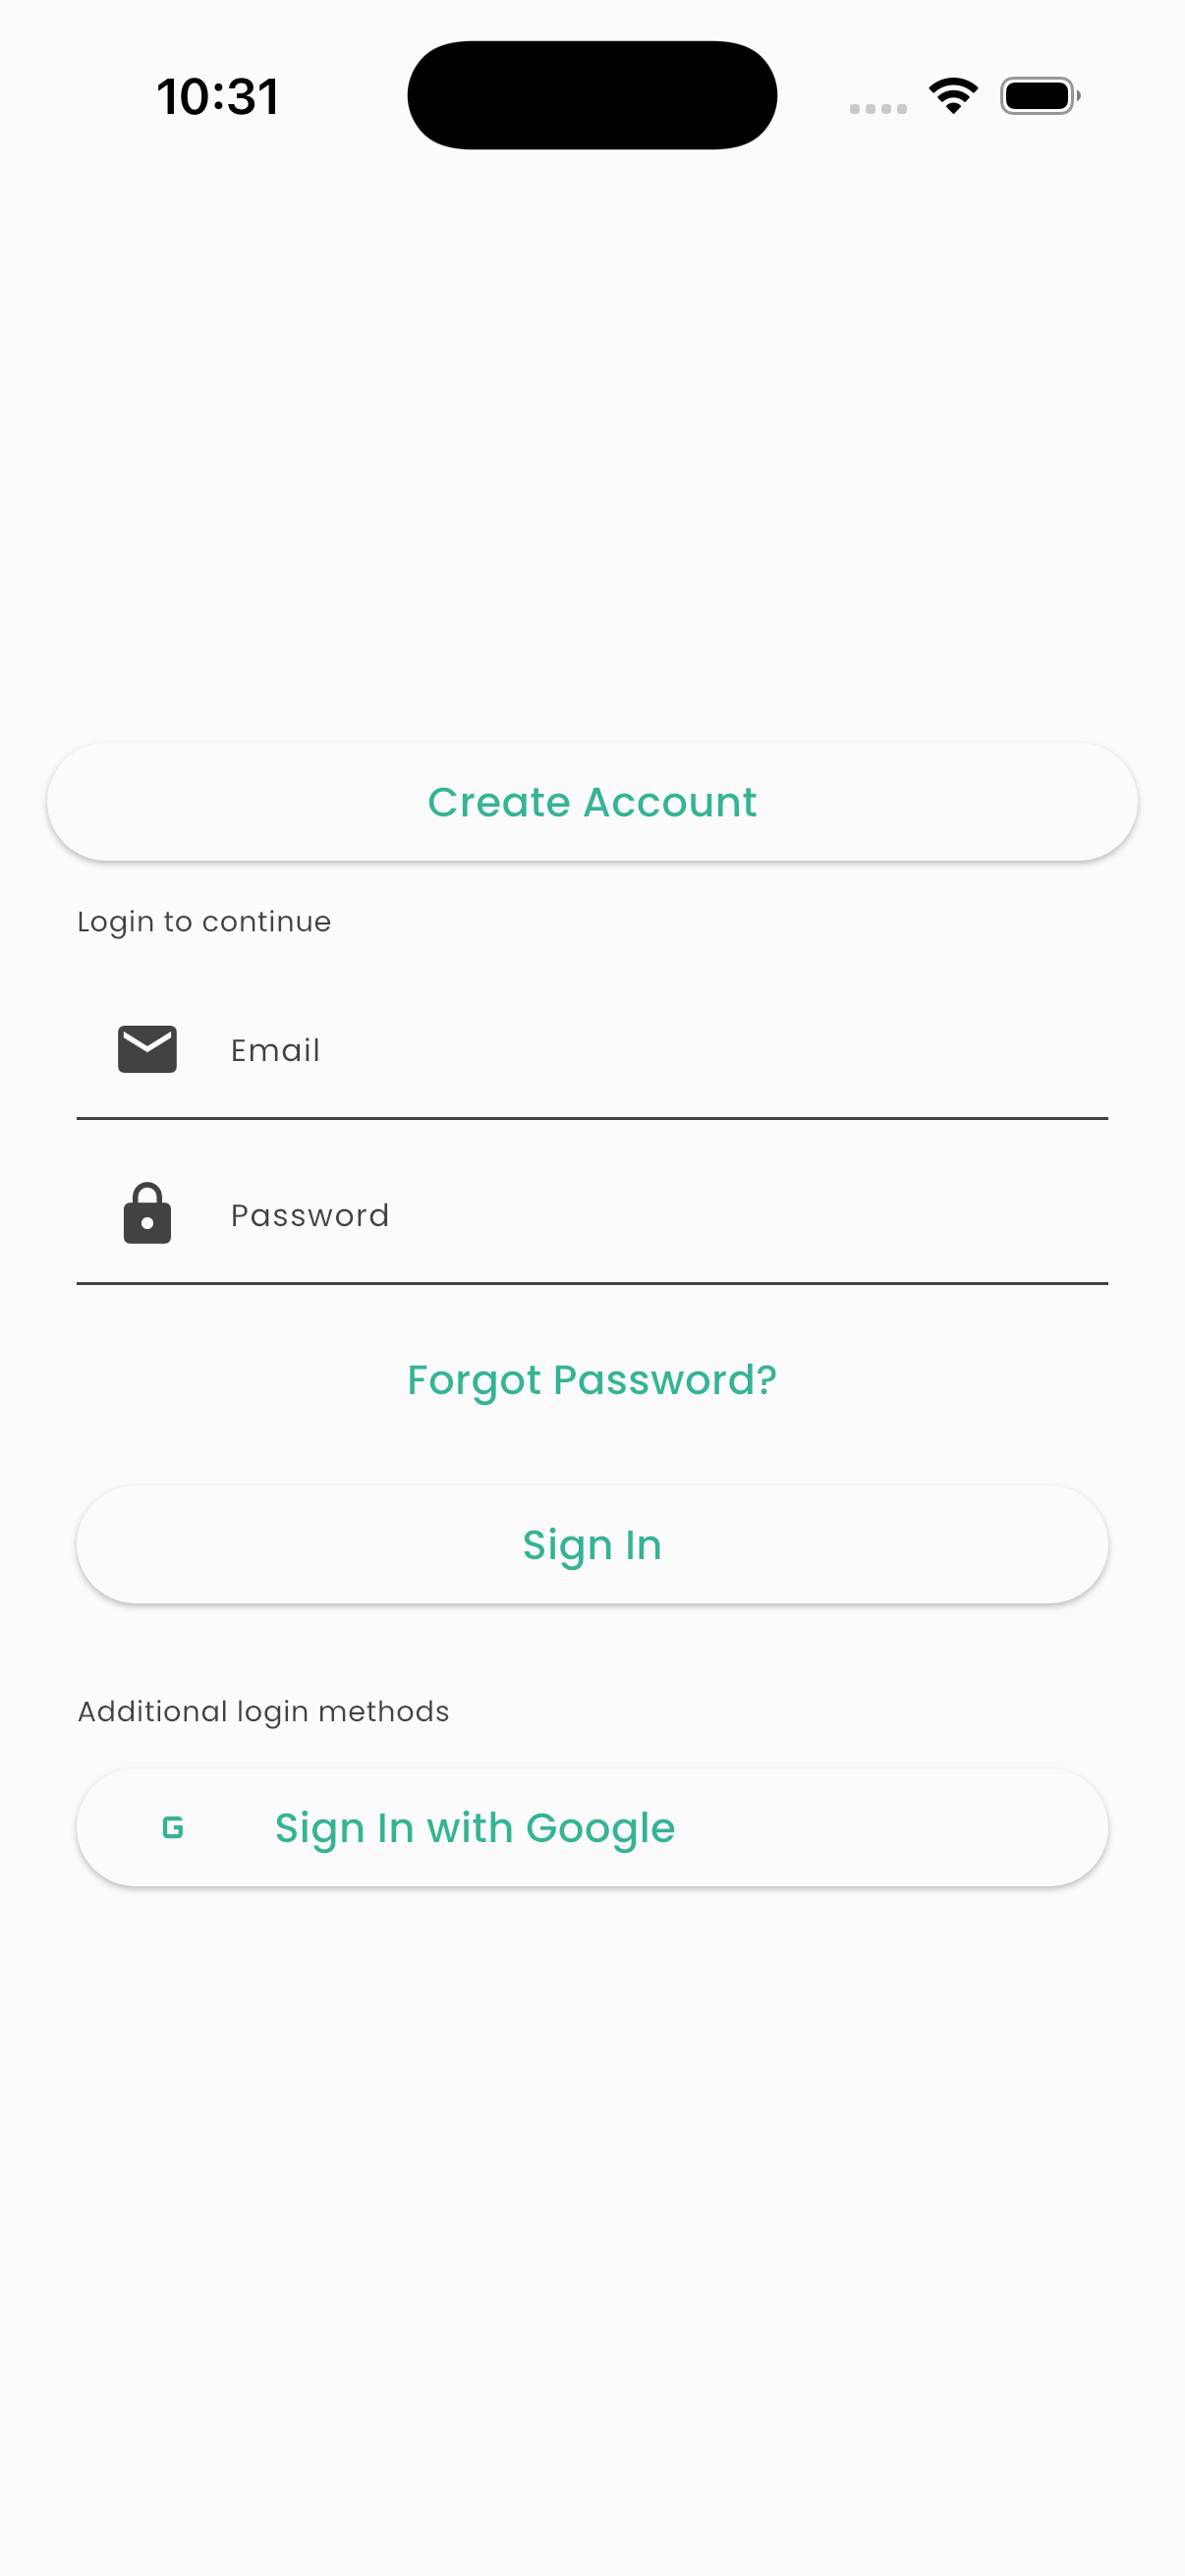 10:31
Create Account
Login to continue
Email
Password
Forgot Password?
Sign In
Additional login methods
G Sign In with Google